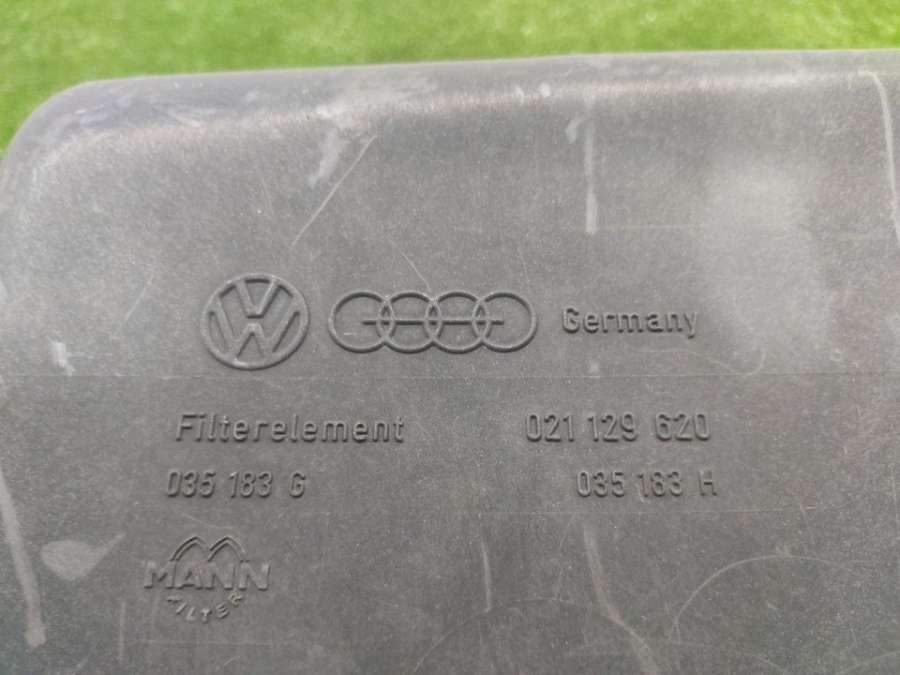 Germany
Filterelement 021 129 620
035 183 G 035 183 H
MANN
FILTER